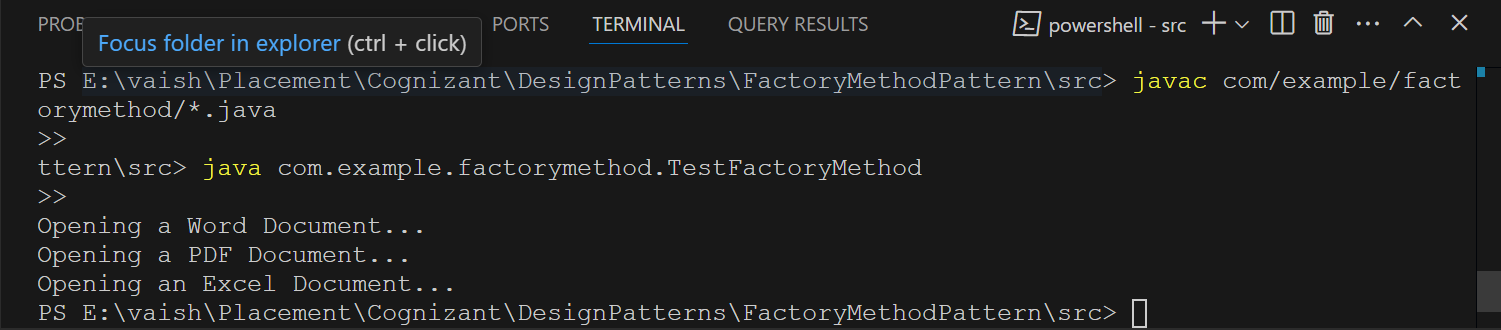 PROB
PORTS
TERMINAL
QUERY RESULTS
powershell - src
Focus folder in explorer (ctrl + click)
PS E:\vaish\Placement\Cognizant\DesignPatterns\FactoryMethodPattern\src> javac com/example/fact
orymethod/*.java
>>
ttern\src> java com.example.factorymethod.TestFactoryMethod
>>
Opening a Word Document...
Opening a PDF Document...
Opening an Excel Document...
PS E:\vaish\Placement\Cognizant\DesignPatterns\FactoryMethodPattern\src>